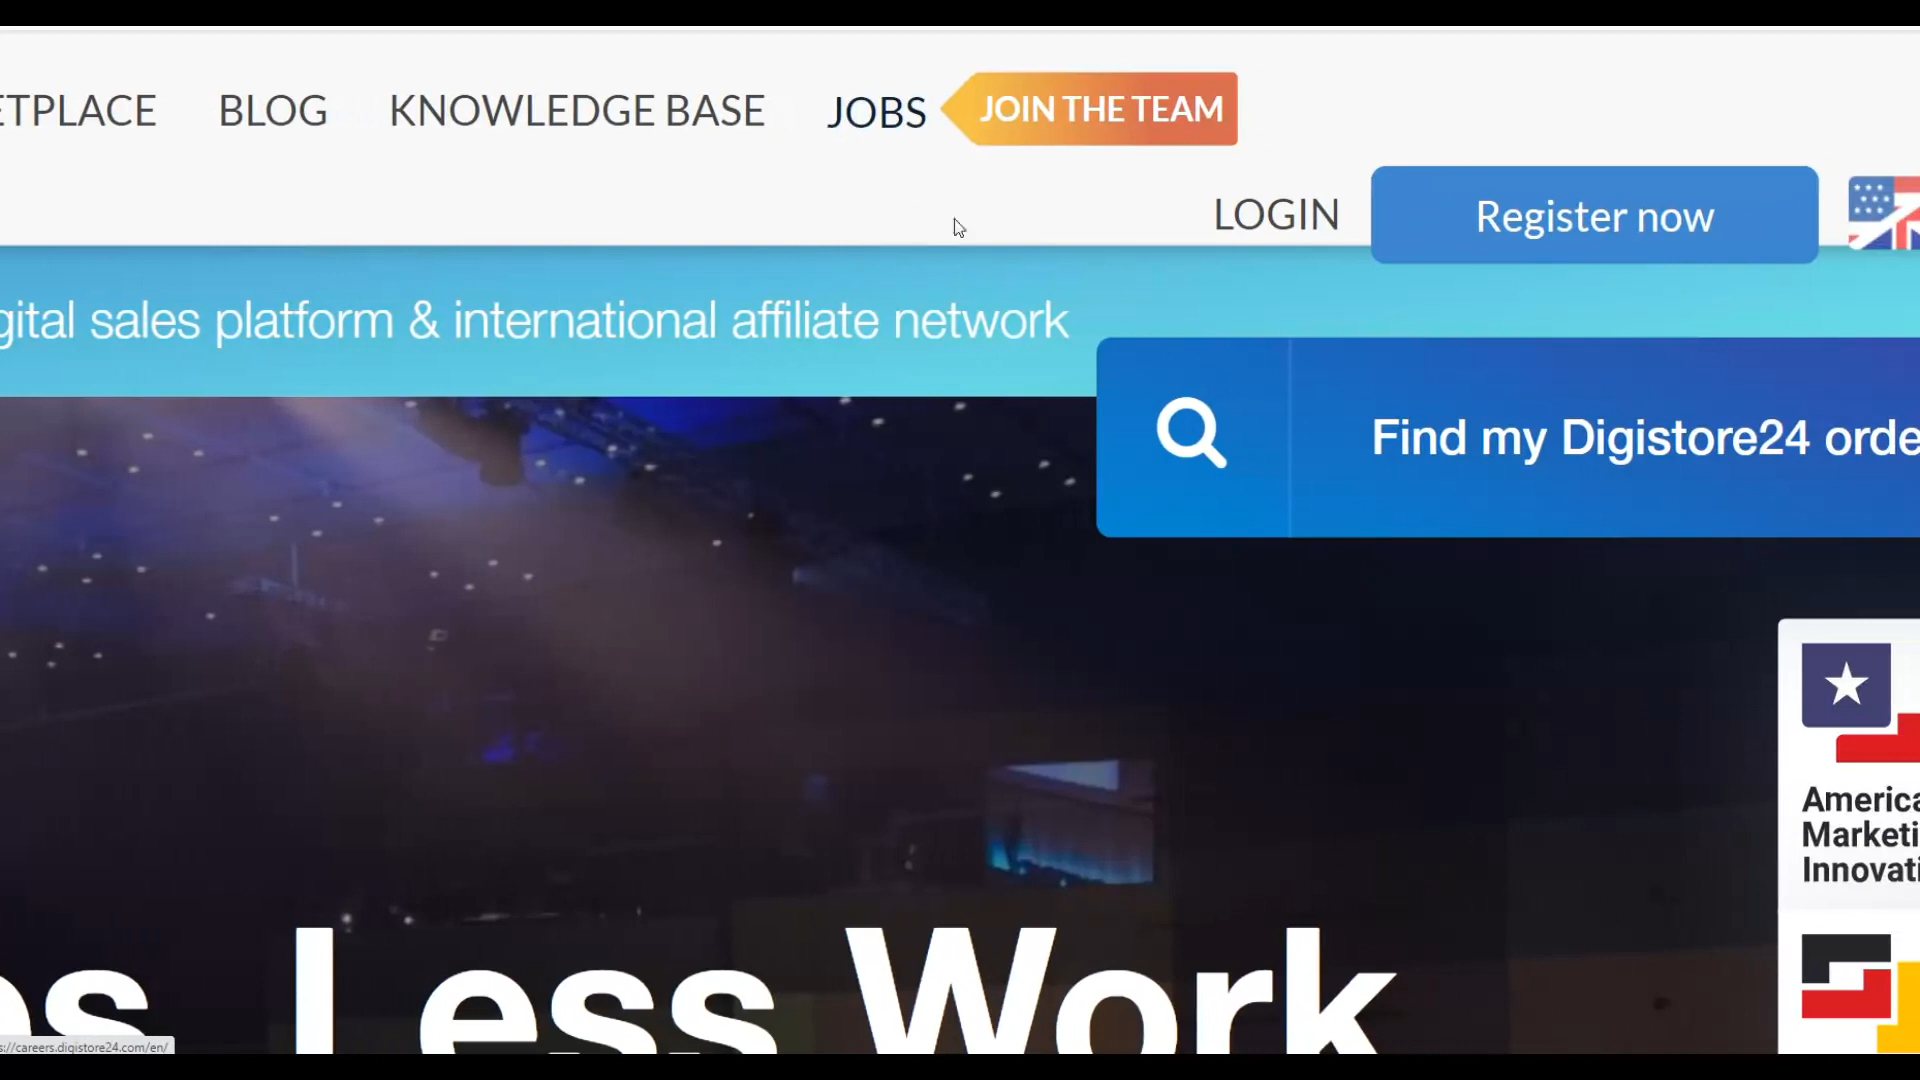 ETPLACE BLOG KNOWLEDGE BASE JOBS JOIN THE TEAM
LOGIN Register now
gital sales platform & international affiliate network
Find my Digistore24 orde
America
Marketi
Innovati
es, Less Work
s://careers.digistore24.com/en/